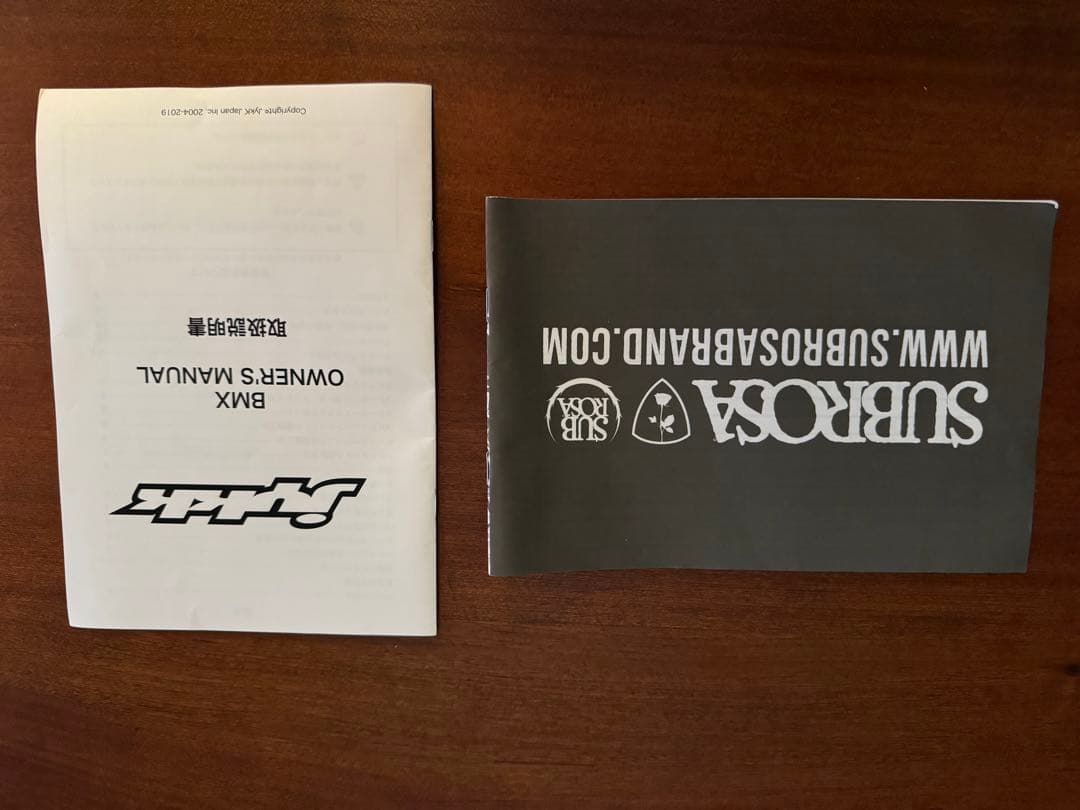 jykk
BMX
OWNER'S MANUAL
取扱説明書
Copyright© JykK Japan Inc. 2004-2019
SUBROSA
SUB
ROSA
WWW.SUBROSABRAND.COM